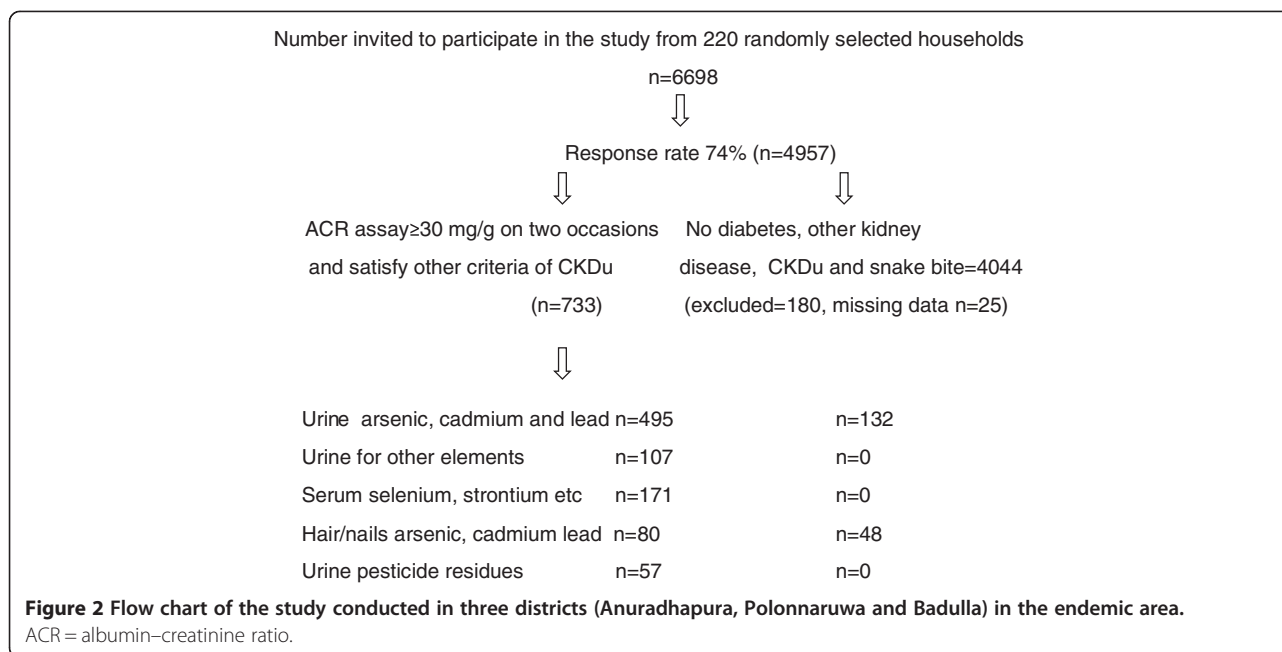 Number invited to participate in the study from 220 randomly selected households
n=6698
Response rate 74% (n=4957)
ACR assay≥30 mg/g on two occasions
and satisfy other criteria of CKDu
(n=733)
No diabetes, other kidney
disease, CKDu and snake bite=4044
(excluded=180, missing data n=25)
Urine arsenic, cadmium and lead n=495 n=132
Urine for other elements n=107 n=0
Serum selenium, strontium etc n=171 n=0
Hair/nails arsenic, cadmium lead n=80 n=48
Urine pesticide residues n=57 n=0
Figure 2 Flow chart of the study conducted in three districts (Anuradhapura, Polonnaruwa and Badulla) in the endemic area.
ACR = albumin–creatinine ratio.